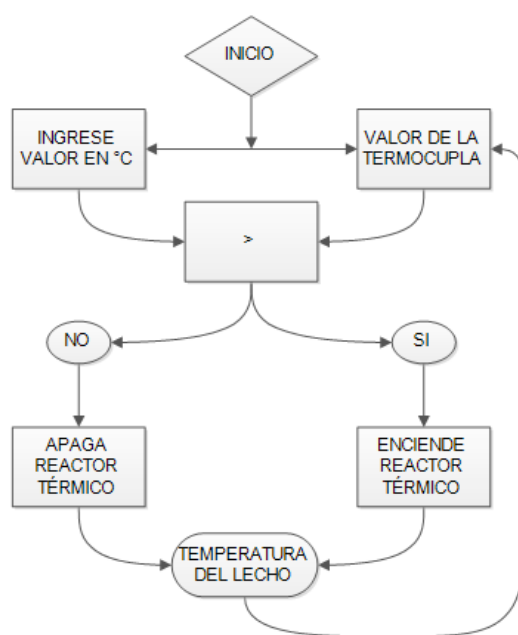 INICIO
INGRESE
VALOR EN °C
VALOR DE LA
TERMOCUPLA
>
NO
SI
APAGA
REACTOR
TÉRMICO
ENCIENDE
REACTOR
TÉRMICO
TEMPERATURA
DEL LECHO